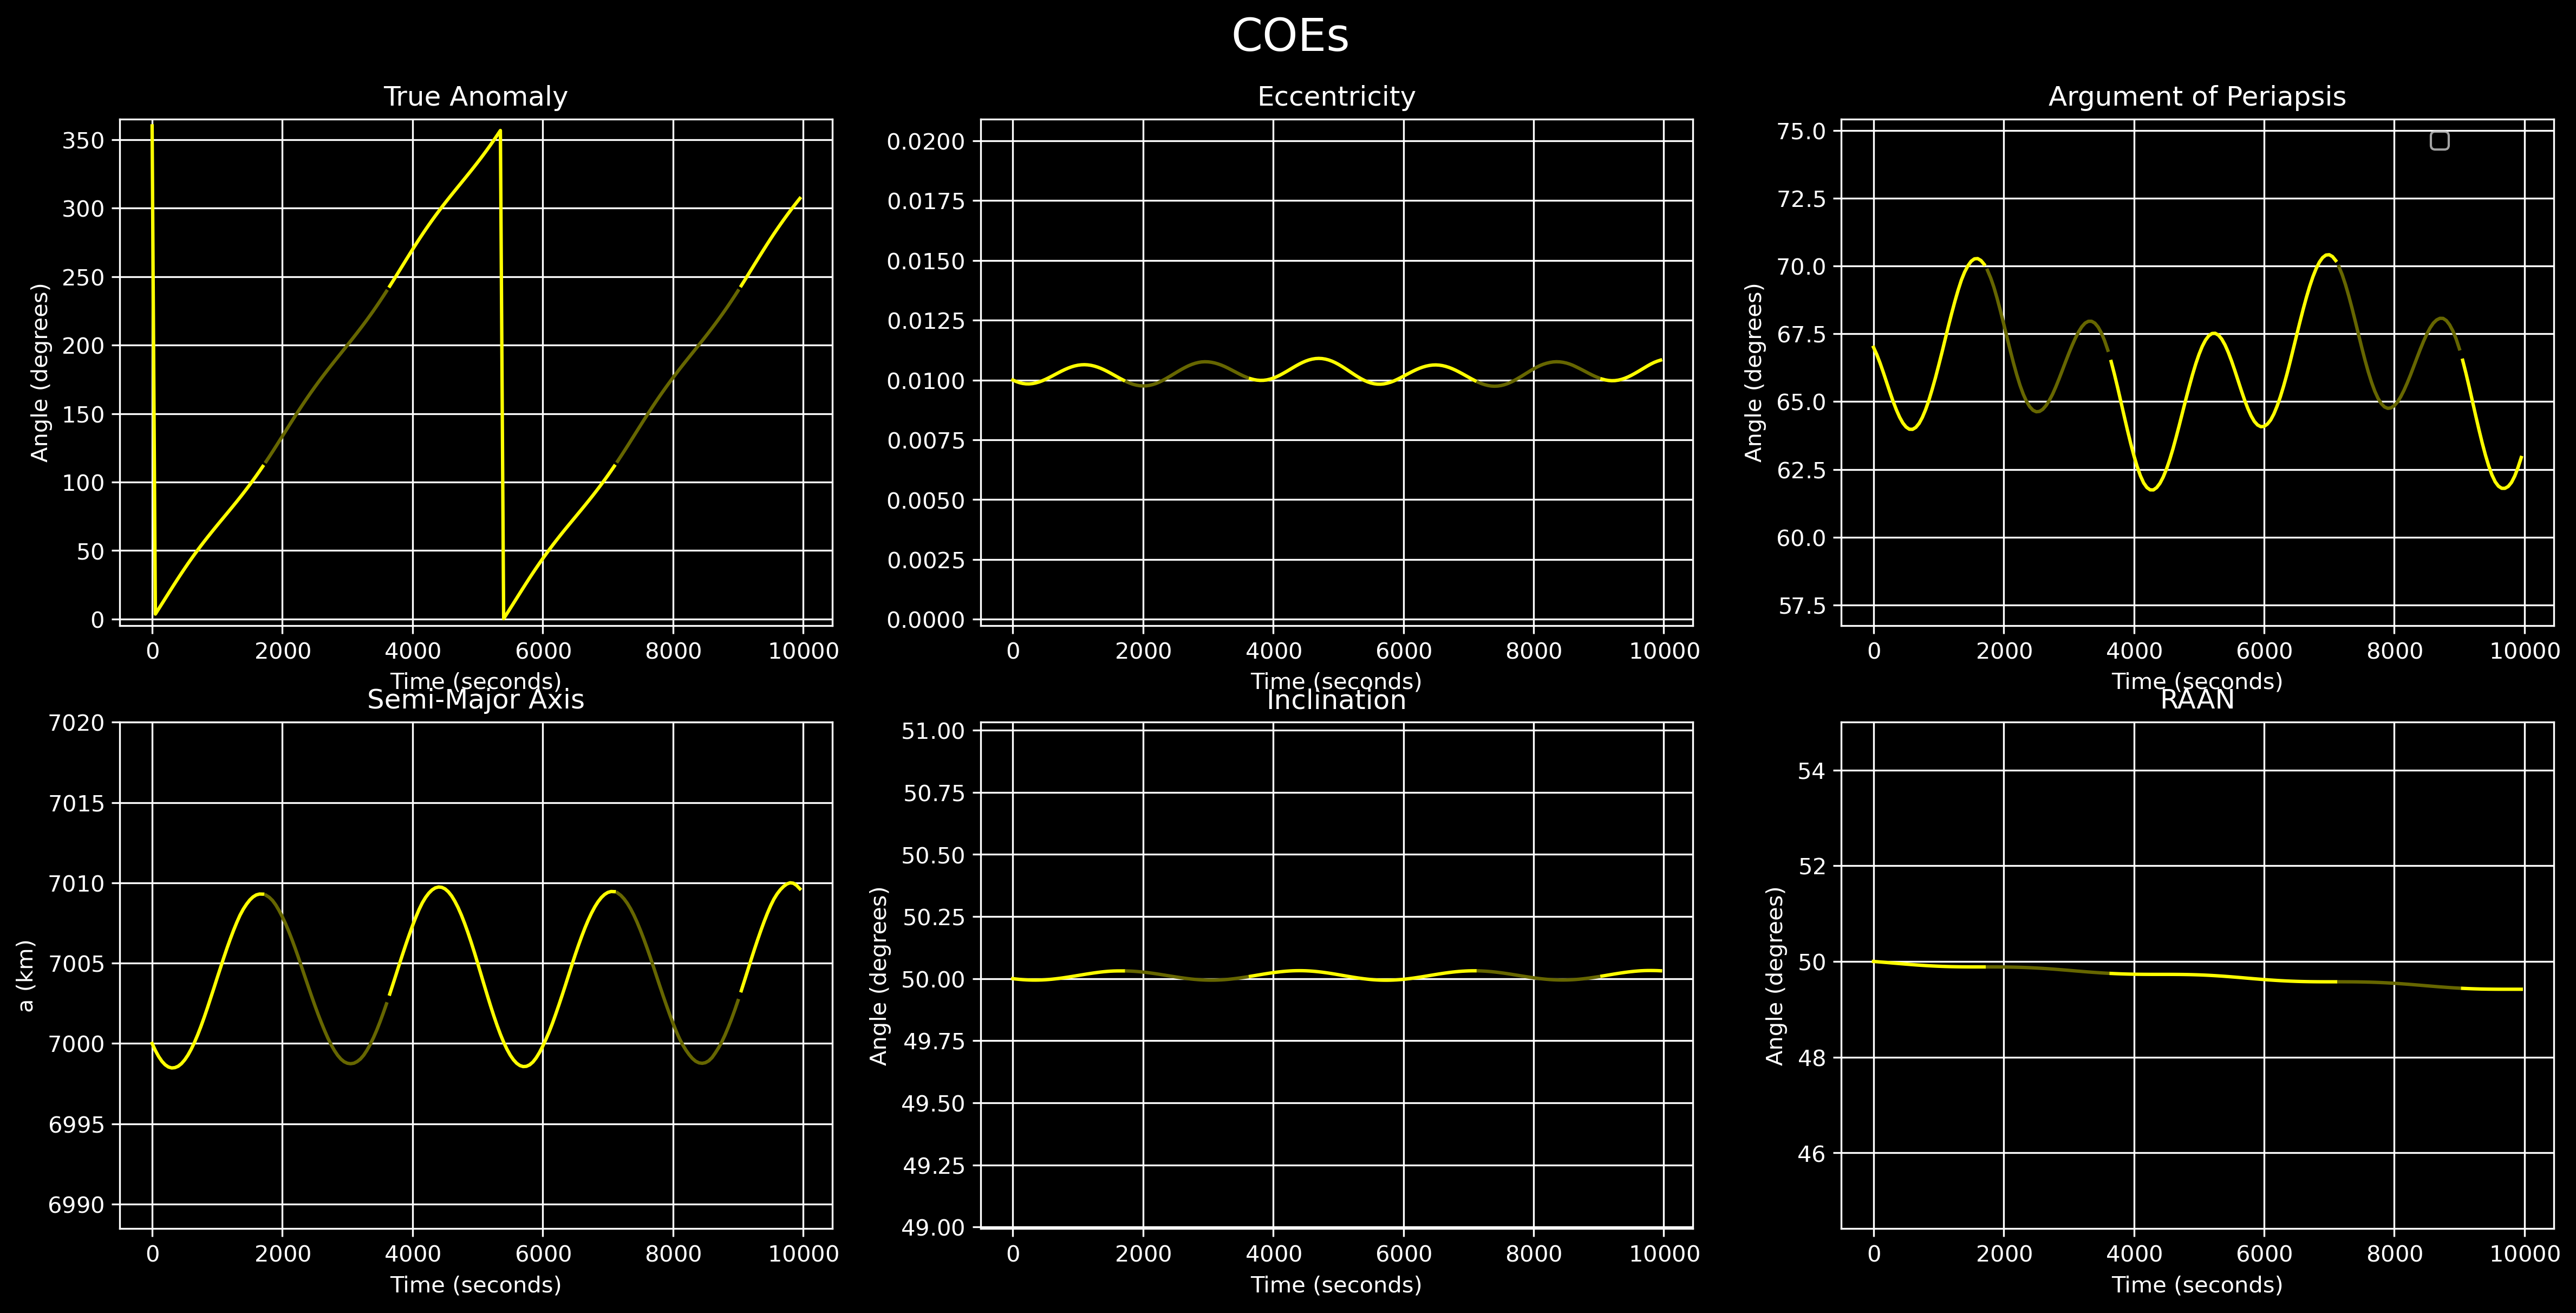 COEs
True Anomaly
Angle (degrees)
350
300
250
200
150
100
50
0
0 2000 4000 6000 8000 10000
Time (seconds)
Eccentricity
0.0200
0.0175
0.0150
0.0125
0.0100
0.0075
0.0050
0.0025
0.0000
0 2000 4000 6000 8000 10000
Time (seconds)
Argument of Periapsis
Angle (degrees)
75.0
72.5
70.0
67.5
65.0
62.5
60.0
57.5
0 2000 4000 6000 8000 10000
Time (seconds)
Semi-Major Axis
a (km)
7020
7015
7010
7005
7000
6995
6990
0 2000 4000 6000 8000 10000
Time (seconds)
Inclination
Angle (degrees)
51.00
50.75
50.50
50.25
50.00
49.75
49.50
49.25
49.00
0 2000 4000 6000 8000 10000
Time (seconds)
RAAN
Angle (degrees)
54
52
50
48
46
0 2000 4000 6000 8000 10000
Time (seconds)